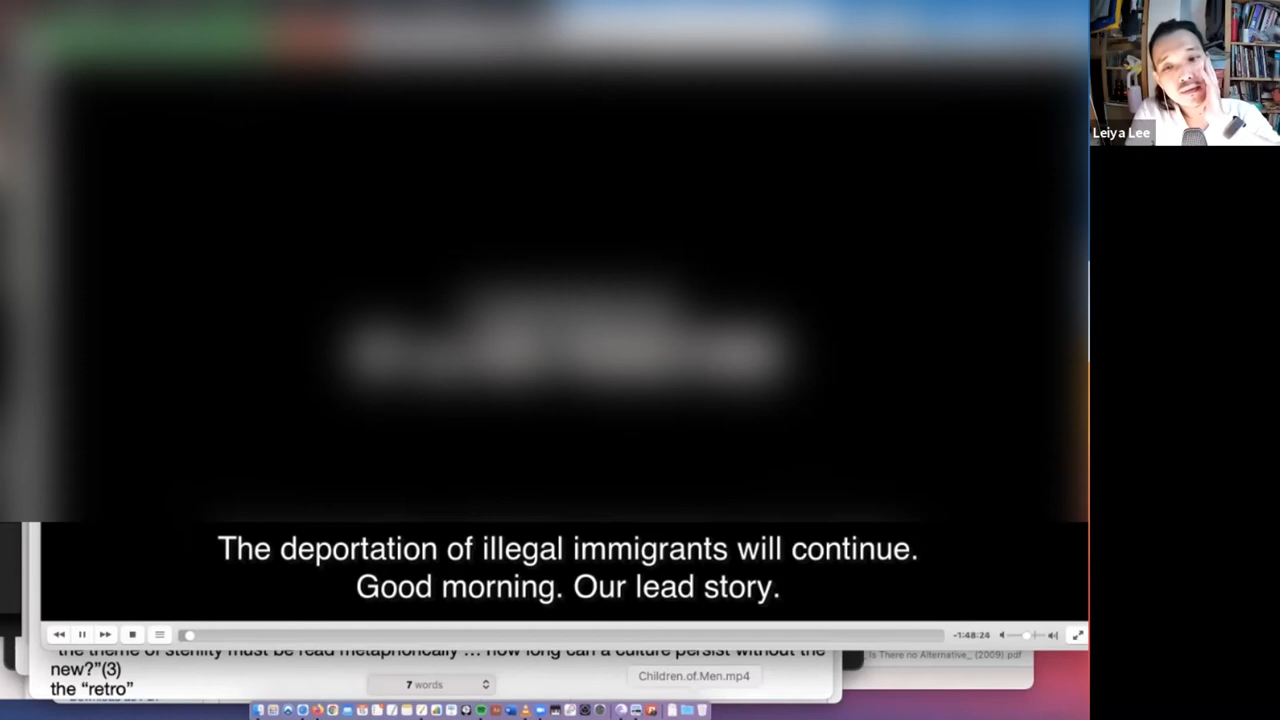 Leiya Lee
The deportation of illegal immigrants will continue.
Good morning. Our lead story.
-1:48:24
"the theme of sterility must be read metaphorically … how long can a culture persist without the
Is There no Alternative_ (2009).pdf
new?"(3)
Children.of.Men.mp4
7 words
the “retro”